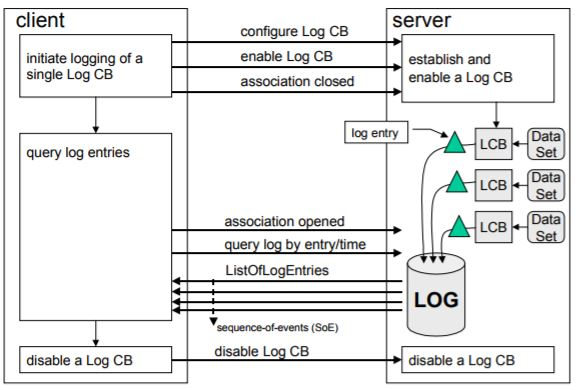 client
server
configure Log CB
initiate logging of a
single Log CB
enable Log CB
establish and
enable a Log CB
association closed
log entry
LCB
Data
Set
query log entries
LCB
Data
Set
association opened
LCB
Data
Set
query log by entry/time
ListOfLogEntries
LOG
sequence-of-events (SoE)
disable a Log CB
disable Log CB
disable a Log CB